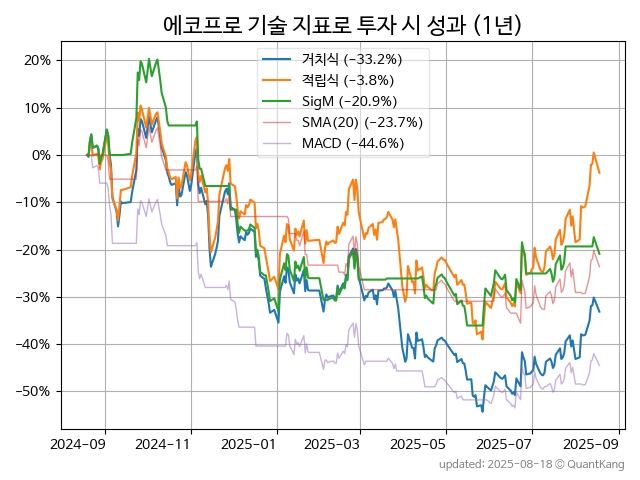 에코프로 기술 지표로 투자 시 성과 (1년)
거치식 (−33.2%)
적립식 (−3.8%)
SigM (−20.9%)
SMA(20) (−23.7%)
MACD (−44.6%)
20%
10%
0%
−10%
−20%
−30%
−40%
−50%
2024-09 2024-11 2025-01 2025-03 2025-05 2025-07 2025-09
updated: 2025-08-18 ⓒ QuantKang